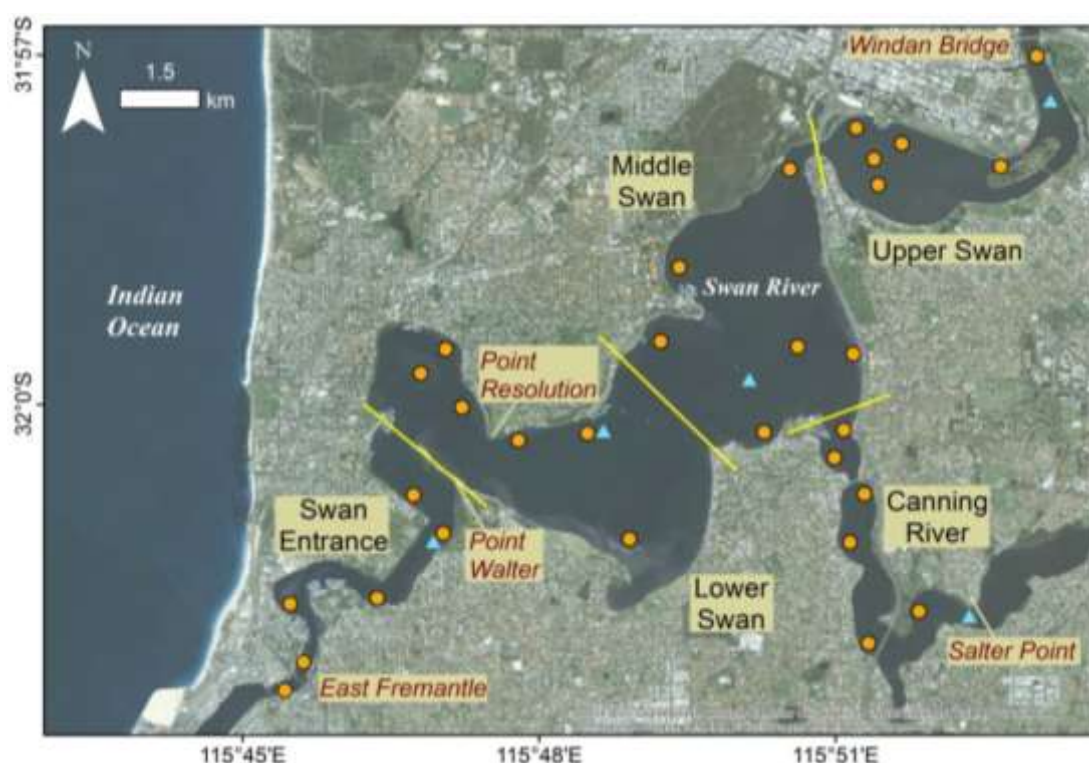 31°57'S
N
1.5
km
Windan Bridge
Middle
Swan
Upper Swan
Indian
Ocean
Swan River
Point
Resolution
32°0'S
Swan
Entrance
Point
Walter
Canning
River
Lower
Swan
East Fremantle
Salter Point
115°45'E
115°48'E
115°51'E